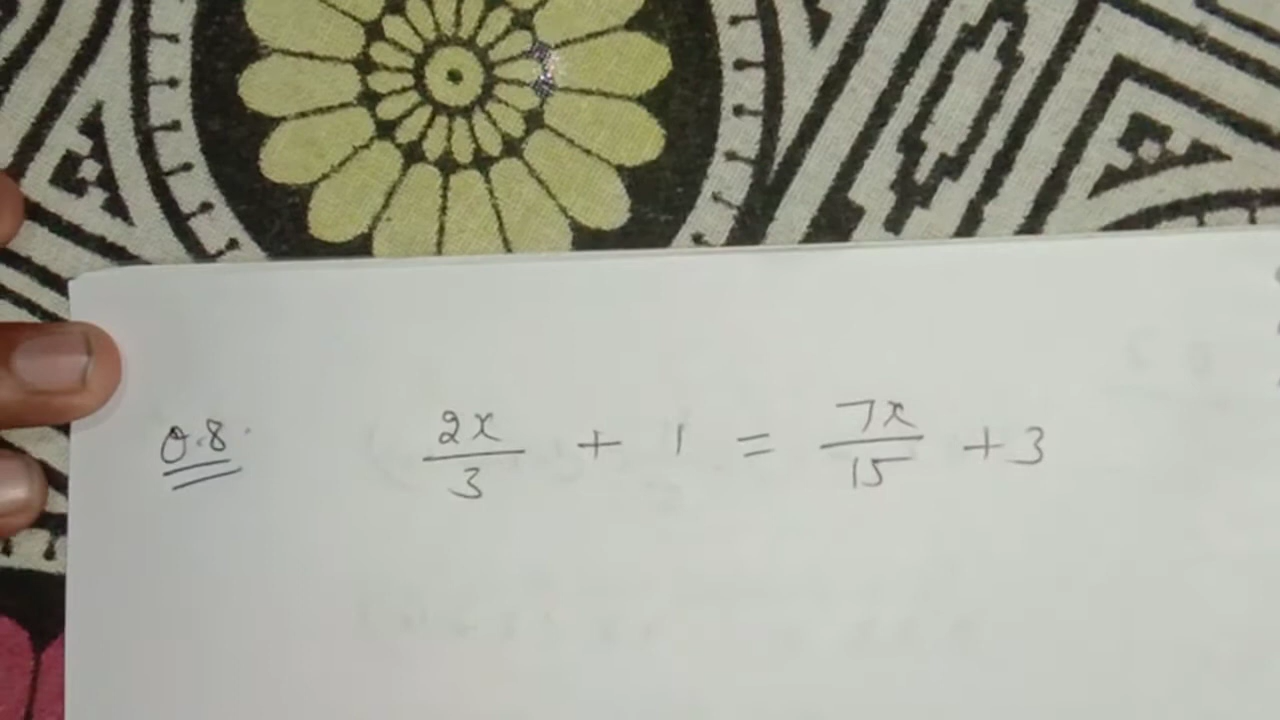 Q.8. 2x/3 + 1 = 7x/15 + 3